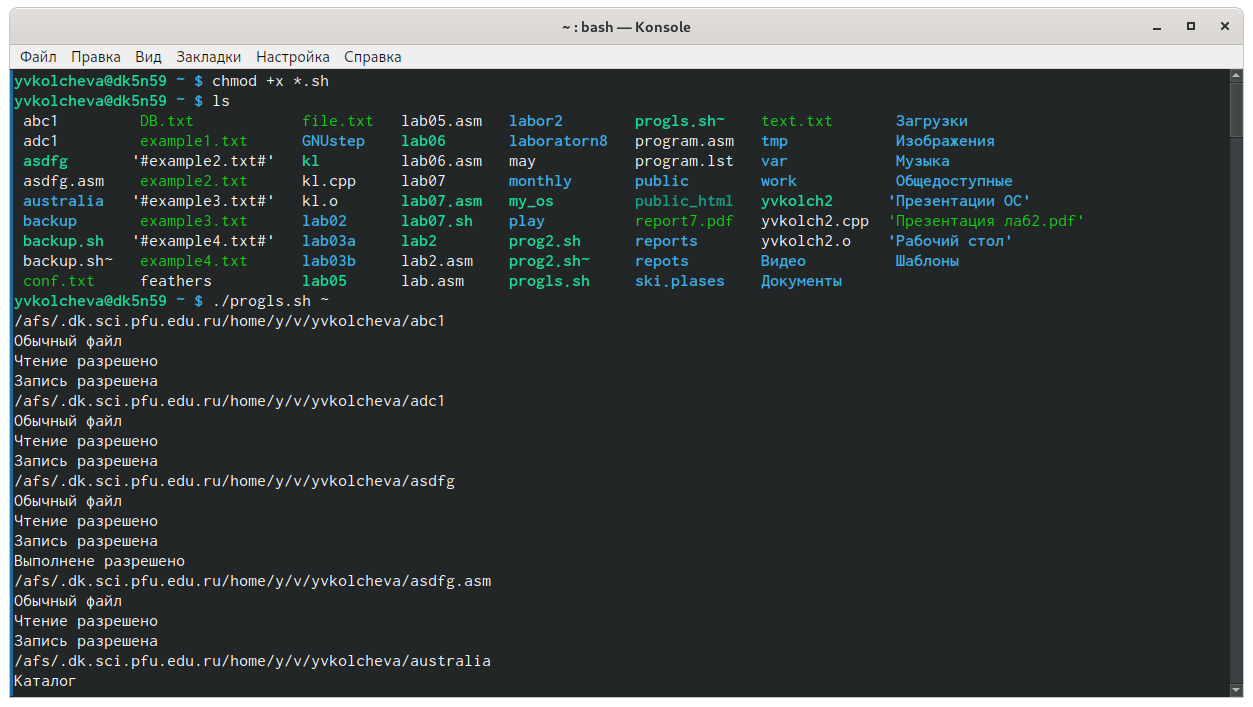 ~ : bash — Konsole
Файл Правка Вид Закладки Настройка Справка
yvkolcheva@dk5n59 ~ $ chmod +x *.sh
yvkolcheva@dk5n59 ~ $ ls
abc1 DB.txt file.txt lab05.asm labor2 progls.sh~ text.txt Загрузки
adc1 example1.txt GNUstep lab06 laboratorn8 program.asm tmp Изображения
asdfg '#example2.txt#' kl lab06.asm may program.lst var Музыка
asdfg.asm example2.txt kl.cpp lab07 monthly public work Общедоступные
australia '#example3.txt#' kl.o lab07.asm my_os public_html yvkolch2 'Презентация ОС'
backup example3.txt lab02 lab07.sh play report7.pdf yvkolch2.cpp 'Презентация лаб2.pdf'
backup.sh '#example4.txt#' lab03a lab2 prog2.sh reports yvkolch2.o 'Рабочий стол'
backup.sh~ example4.txt lab03b lab2.asm prog2.sh~ repots Видео Шаблоны
conf.txt feathers lab05 lab.asm progls.sh ski.plases Документы
yvkolcheva@dk5n59 ~ $ ./progls.sh ~
/afs/.dk.sci.pfu.edu.ru/home/y/v/yvkolcheva/abc1
Обычный файл
Чтение разрешено
Запись разрешена
/afs/.dk.sci.pfu.edu.ru/home/y/v/yvkolcheva/adc1
Обычный файл
Чтение разрешено
Запись разрешена
/afs/.dk.sci.pfu.edu.ru/home/y/v/yvkolcheva/asdfg
Обычный файл
Чтение разрешено
Запись разрешена
Выполнене разрешено
/afs/.dk.sci.pfu.edu.ru/home/y/v/yvkolcheva/asdfg.asm
Обычный файл
Чтение разрешено
Запись разрешена
/afs/.dk.sci.pfu.edu.ru/home/y/v/yvkolcheva/australia
Каталог